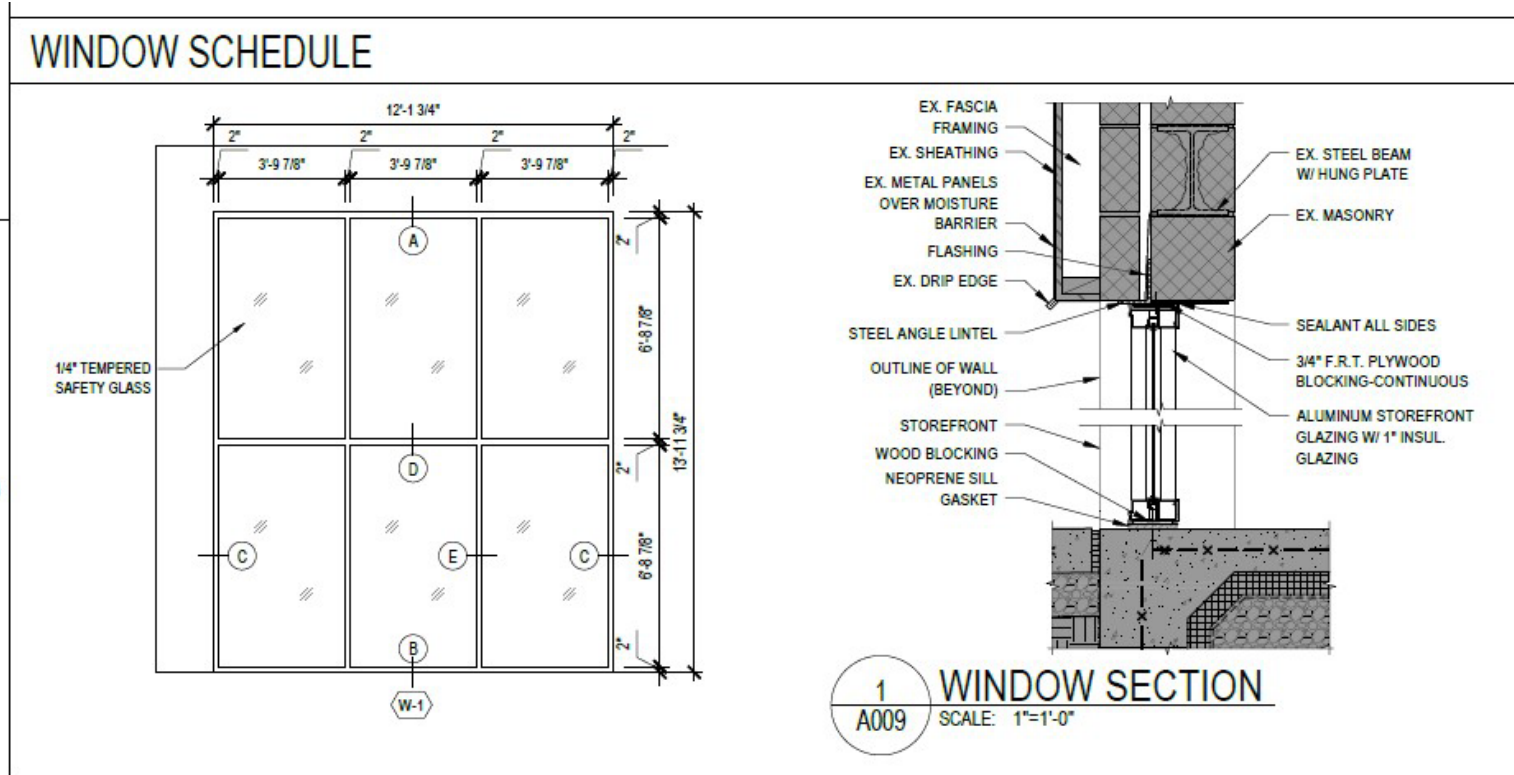 WINDOW SCHEDULE
12'-1 3/4"
2"
2"
2"
2"
3'-9 7/8"
3'-9 7/8"
3'-9 7/8"
A
2"
6'-8 7/8"
13'-11 3/4"
1/4" TEMPERED
SAFETY GLASS
D
2"
C
E
C
6'-8 7/8"
B
2"
W-1
EX. FASCIA
FRAMING
EX. SHEATHING
EX. METAL PANELS
OVER MOISTURE
BARRIER
FLASHING
EX. DRIP EDGE
STEEL ANGLE LINTEL
OUTLINE OF WALL
(BEYOND)
STOREFRONT
WOOD BLOCKING
NEOPRENE SILL
GASKET
EX. STEEL BEAM
W/ HUNG PLATE
EX. MASONRY
SEALANT ALL SIDES
3/4" F.R.T. PLYWOOD
BLOCKING-CONTINUOUS
ALUMINUM STOREFRONT
GLAZING W/ 1" INSUL.
GLAZING
1
A009
WINDOW SECTION
SCALE: 1"=1'-0"